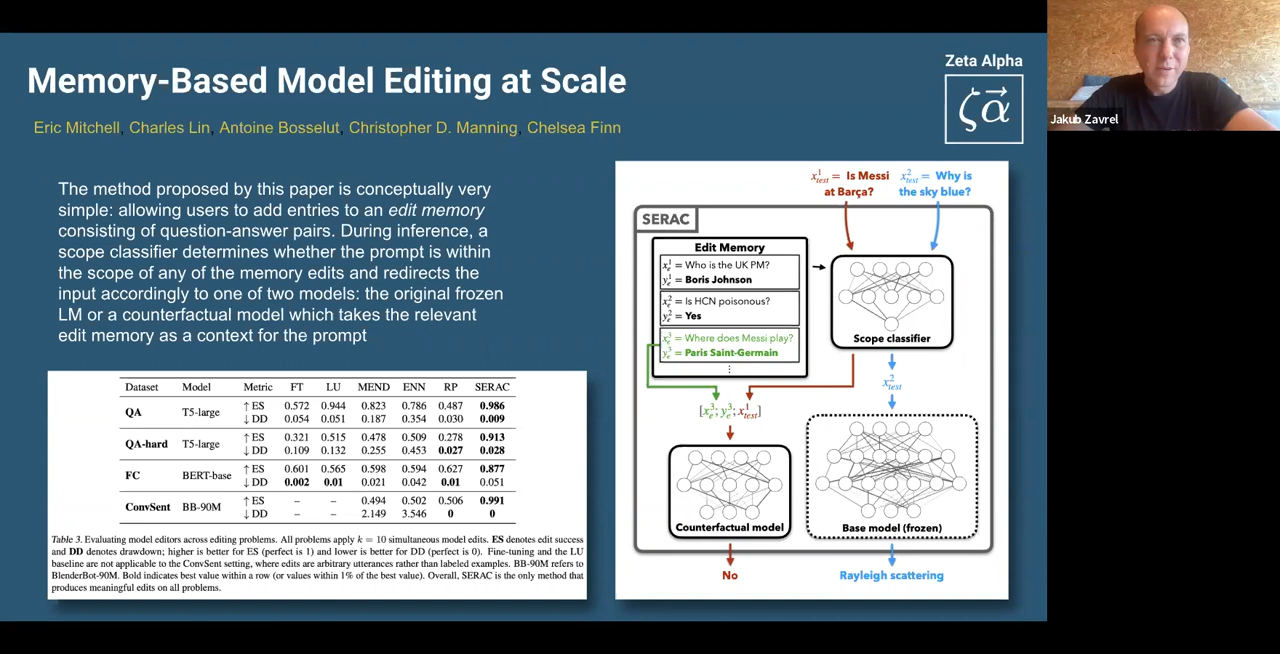 Memory-Based Model Editing at Scale
Eric Mitchell, Charles Lin, Antoine Bosselut, Christopher D. Manning, Chelsea Finn
Zeta Alpha
ζα
Jakub Zavrel
The method proposed by this paper is conceptually very
simple: allowing users to add entries to an edit memory
consisting of question-answer pairs. During inference, a
scope classifier determines whether the prompt is within
the scope of any of the memory edits and redirects the
input accordingly to one of two models: the original frozen
LM or a counterfactual model which takes the relevant
edit memory as a context for the prompt
Dataset Model Metric FT LU MEND ENN RP SERAC
QA T5-large ↑ ES 0.572 0.944 0.823 0.786 0.487 0.986
↓ DD 0.054 0.051 0.187 0.354 0.030 0.009
QA-hard T5-large ↑ ES 0.321 0.515 0.478 0.509 0.278 0.913
↓ DD 0.109 0.132 0.255 0.453 0.027 0.028
FC BERT-base ↑ ES 0.601 0.565 0.598 0.594 0.627 0.877
↓ DD 0.002 0.01 0.021 0.042 0.01 0.051
ConvSent BB-90M ↑ ES – – 0.494 0.502 0.506 0.991
↓ DD – – 2.149 3.546 0 0
Table 3. Evaluating model editors across editing problems. All problems apply k = 10 simultaneous model edits. ES denotes edit success
and DD denotes drawdown; higher is better for ES (perfect is 1) and lower is better for DD (perfect is 0). Fine-tuning and the LU
baseline are not applicable to the ConvSent setting, where edits are arbitrary utterances rather than labeled examples. BB-90M refers to
BlenderBot-90M. Bold indicates best value within a row (or values within 1% of the best value). Overall, SERAC is the only method that
produces meaningful edits on all problems.
x¹test = Is Messi
at Barça?
x²test = Why is
the sky blue?
SERAC
Edit Memory
x¹e = Who is the UK PM?
y¹e = Boris Johnson
x²e = Is HCN poisonous?
y²e = Yes
x³e = Where does Messi play?
y³e = Paris Saint-Germain
⋮
Scope classifier
x²test
[x³e; y³e; x¹test]
Counterfactual model
Base model (frozen)
No
Rayleigh scattering